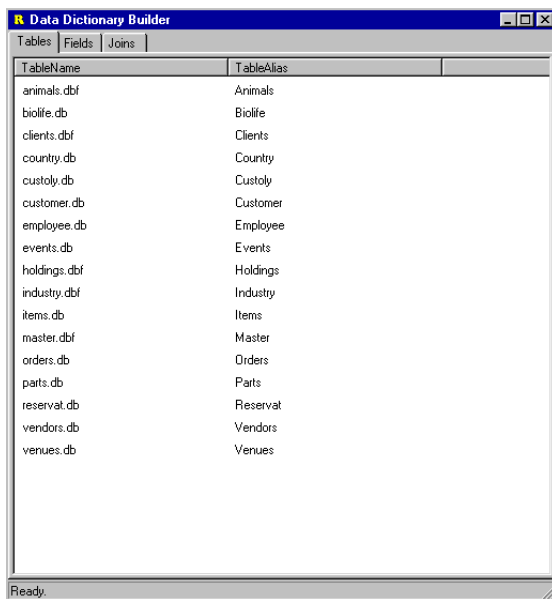 R Data Dictionary Builder
Tables Fields Joins
TableName TableAlias
animals.dbf Animals
biolife.db Biolife
clients.dbf Clients
country.db Country
custoly.db Custoly
customer.db Customer
employee.db Employee
events.db Events
holdings.dbf Holdings
industry.dbf Industry
items.db Items
master.dbf Master
orders.db Orders
parts.db Parts
reservat.db Reservat
vendors.db Vendors
venues.db Venues
Ready.